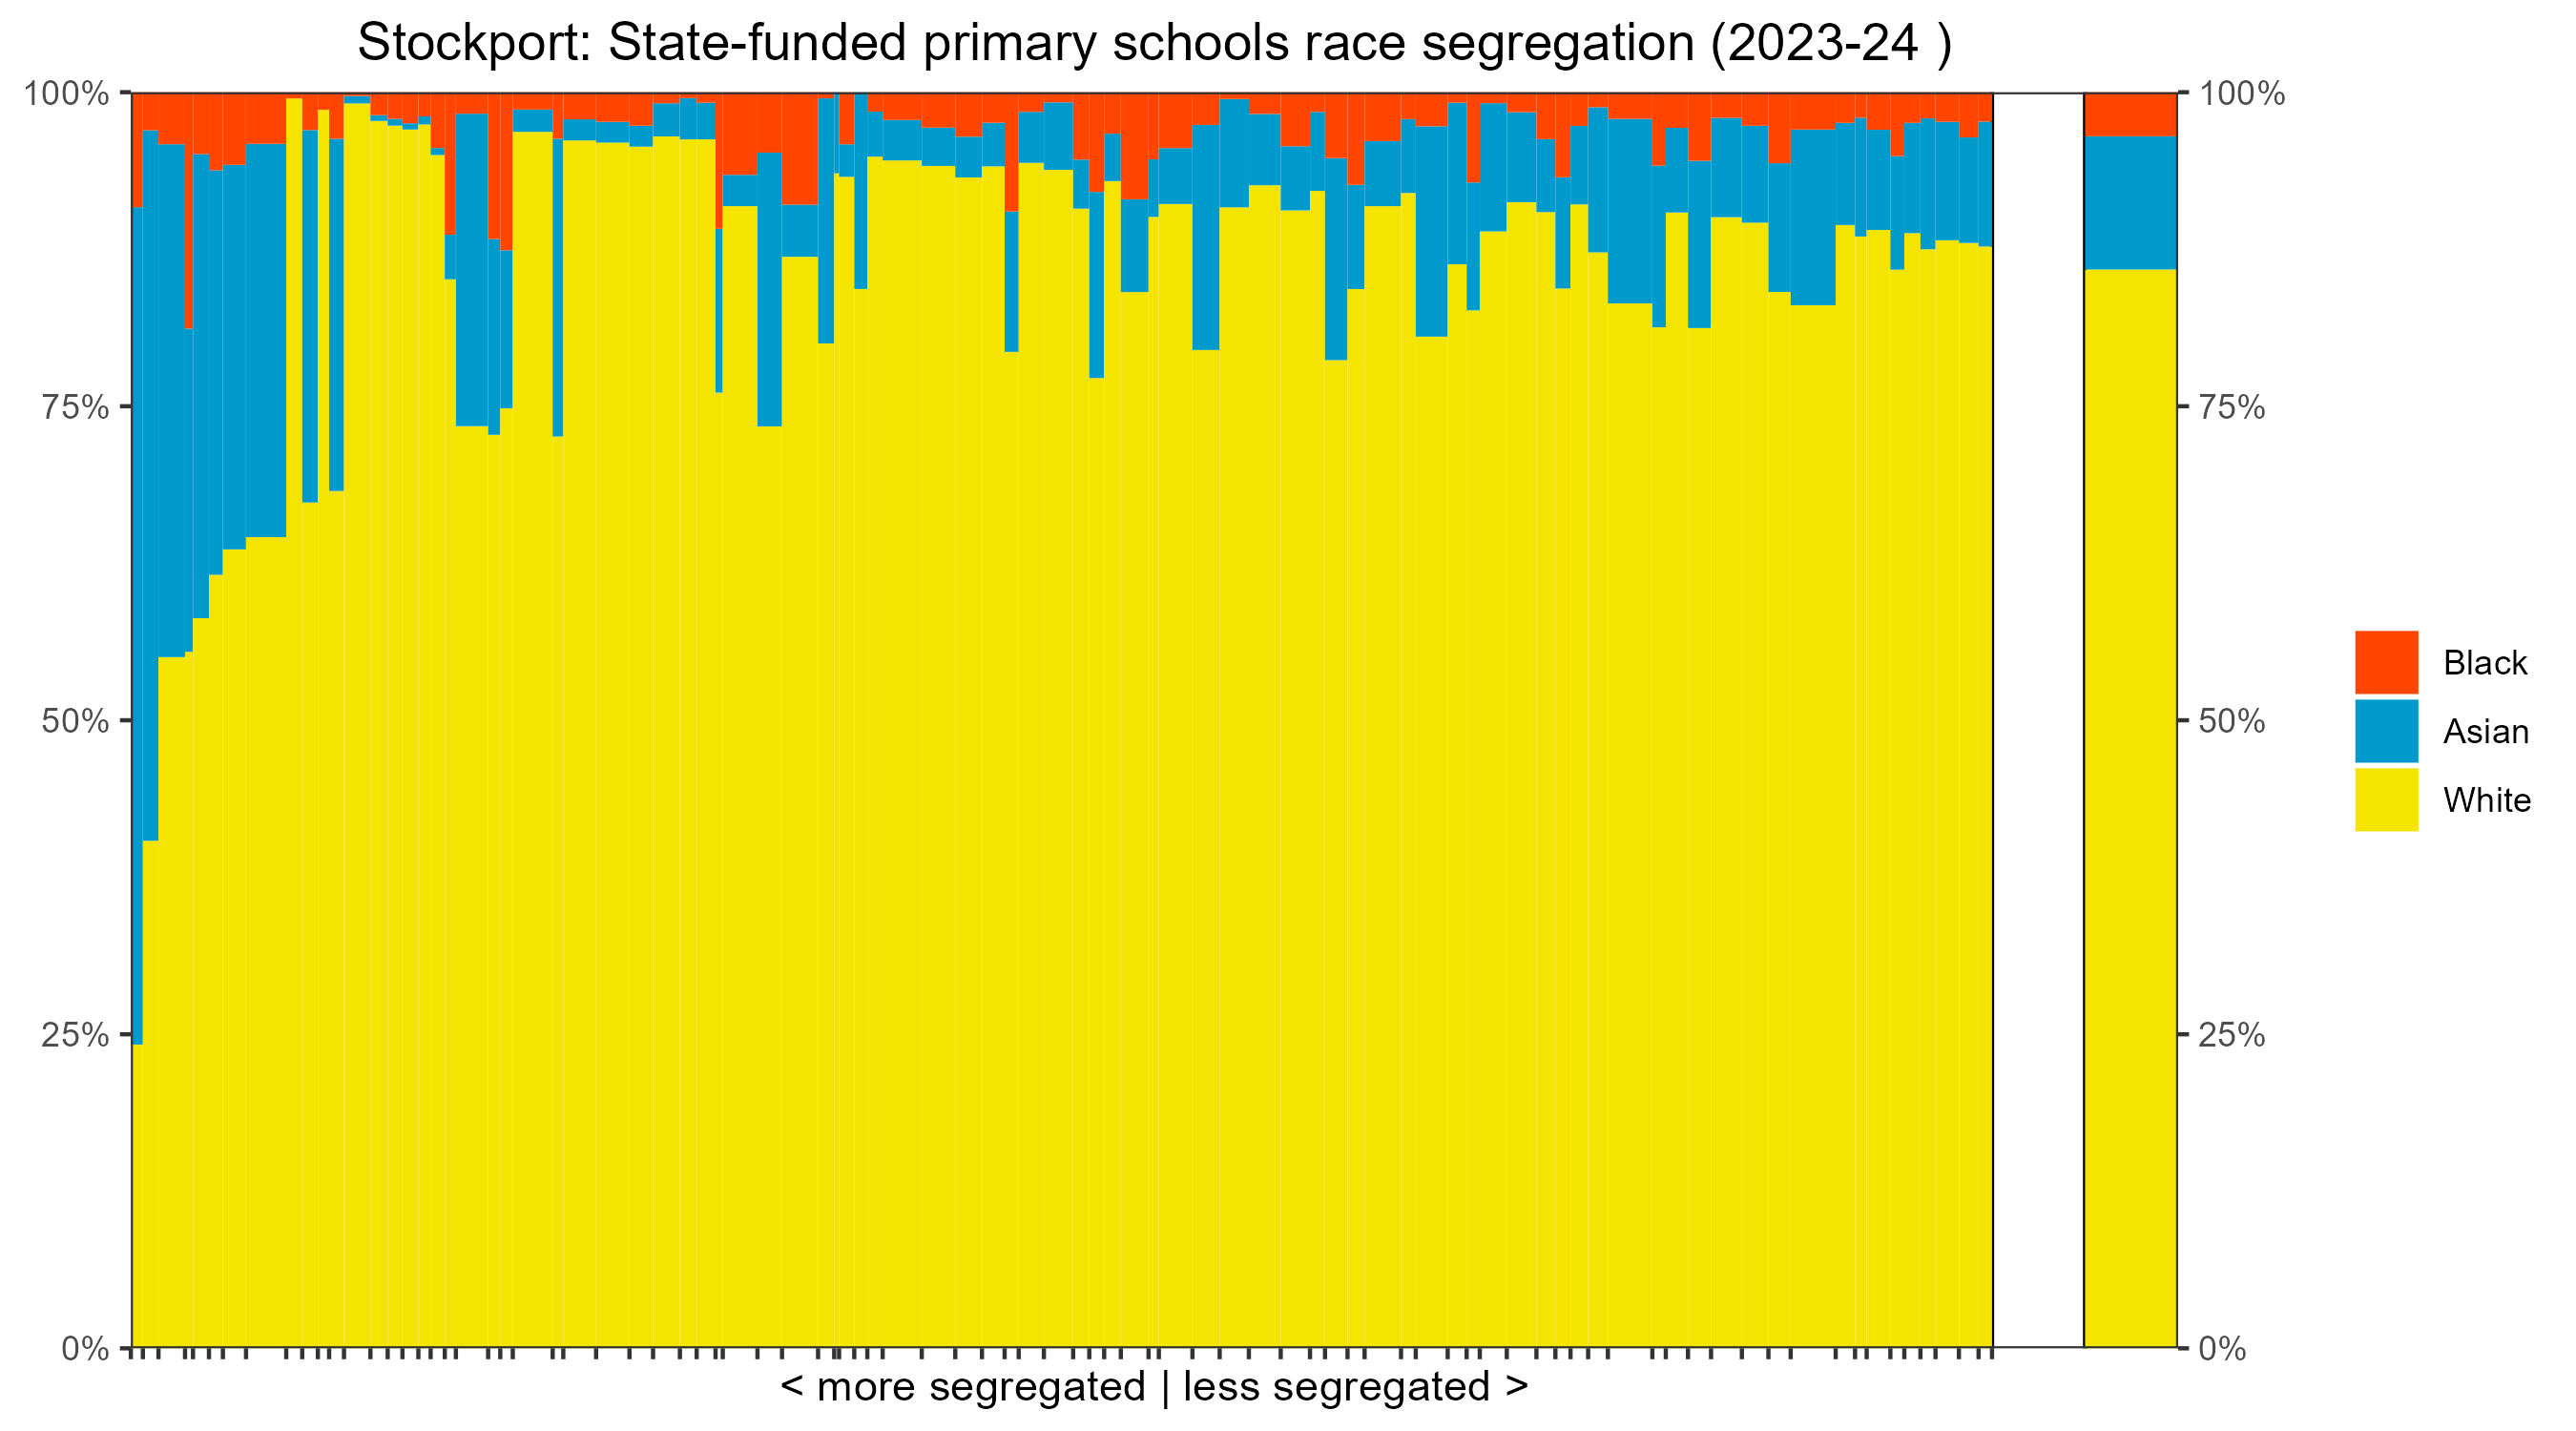 Stockport: State-funded primary schools race segregation (2023-24 )
100%
100%
75%
75%
50%
50%
25%
25%
0%
0%
Black
Asian
White
< more segregated | less segregated >